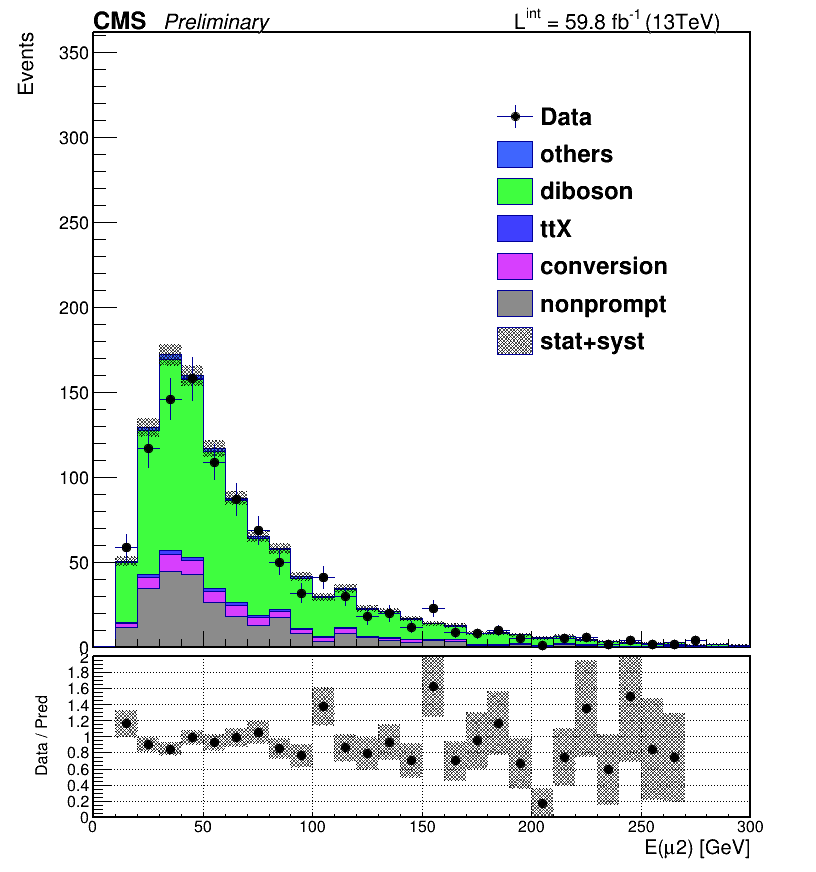 CMS Preliminary L^int = 59.8 fb^-1 (13TeV)
Events
350
300
250
200
150
100
50
0
Data
others
diboson
ttX
conversion
nonprompt
stat+syst
Data / Pred
2
1.8
1.6
1.4
1.2
1
0.8
0.6
0.4
0.2
0
0 50 100 150 200 250 300
E(μ2) [GeV]